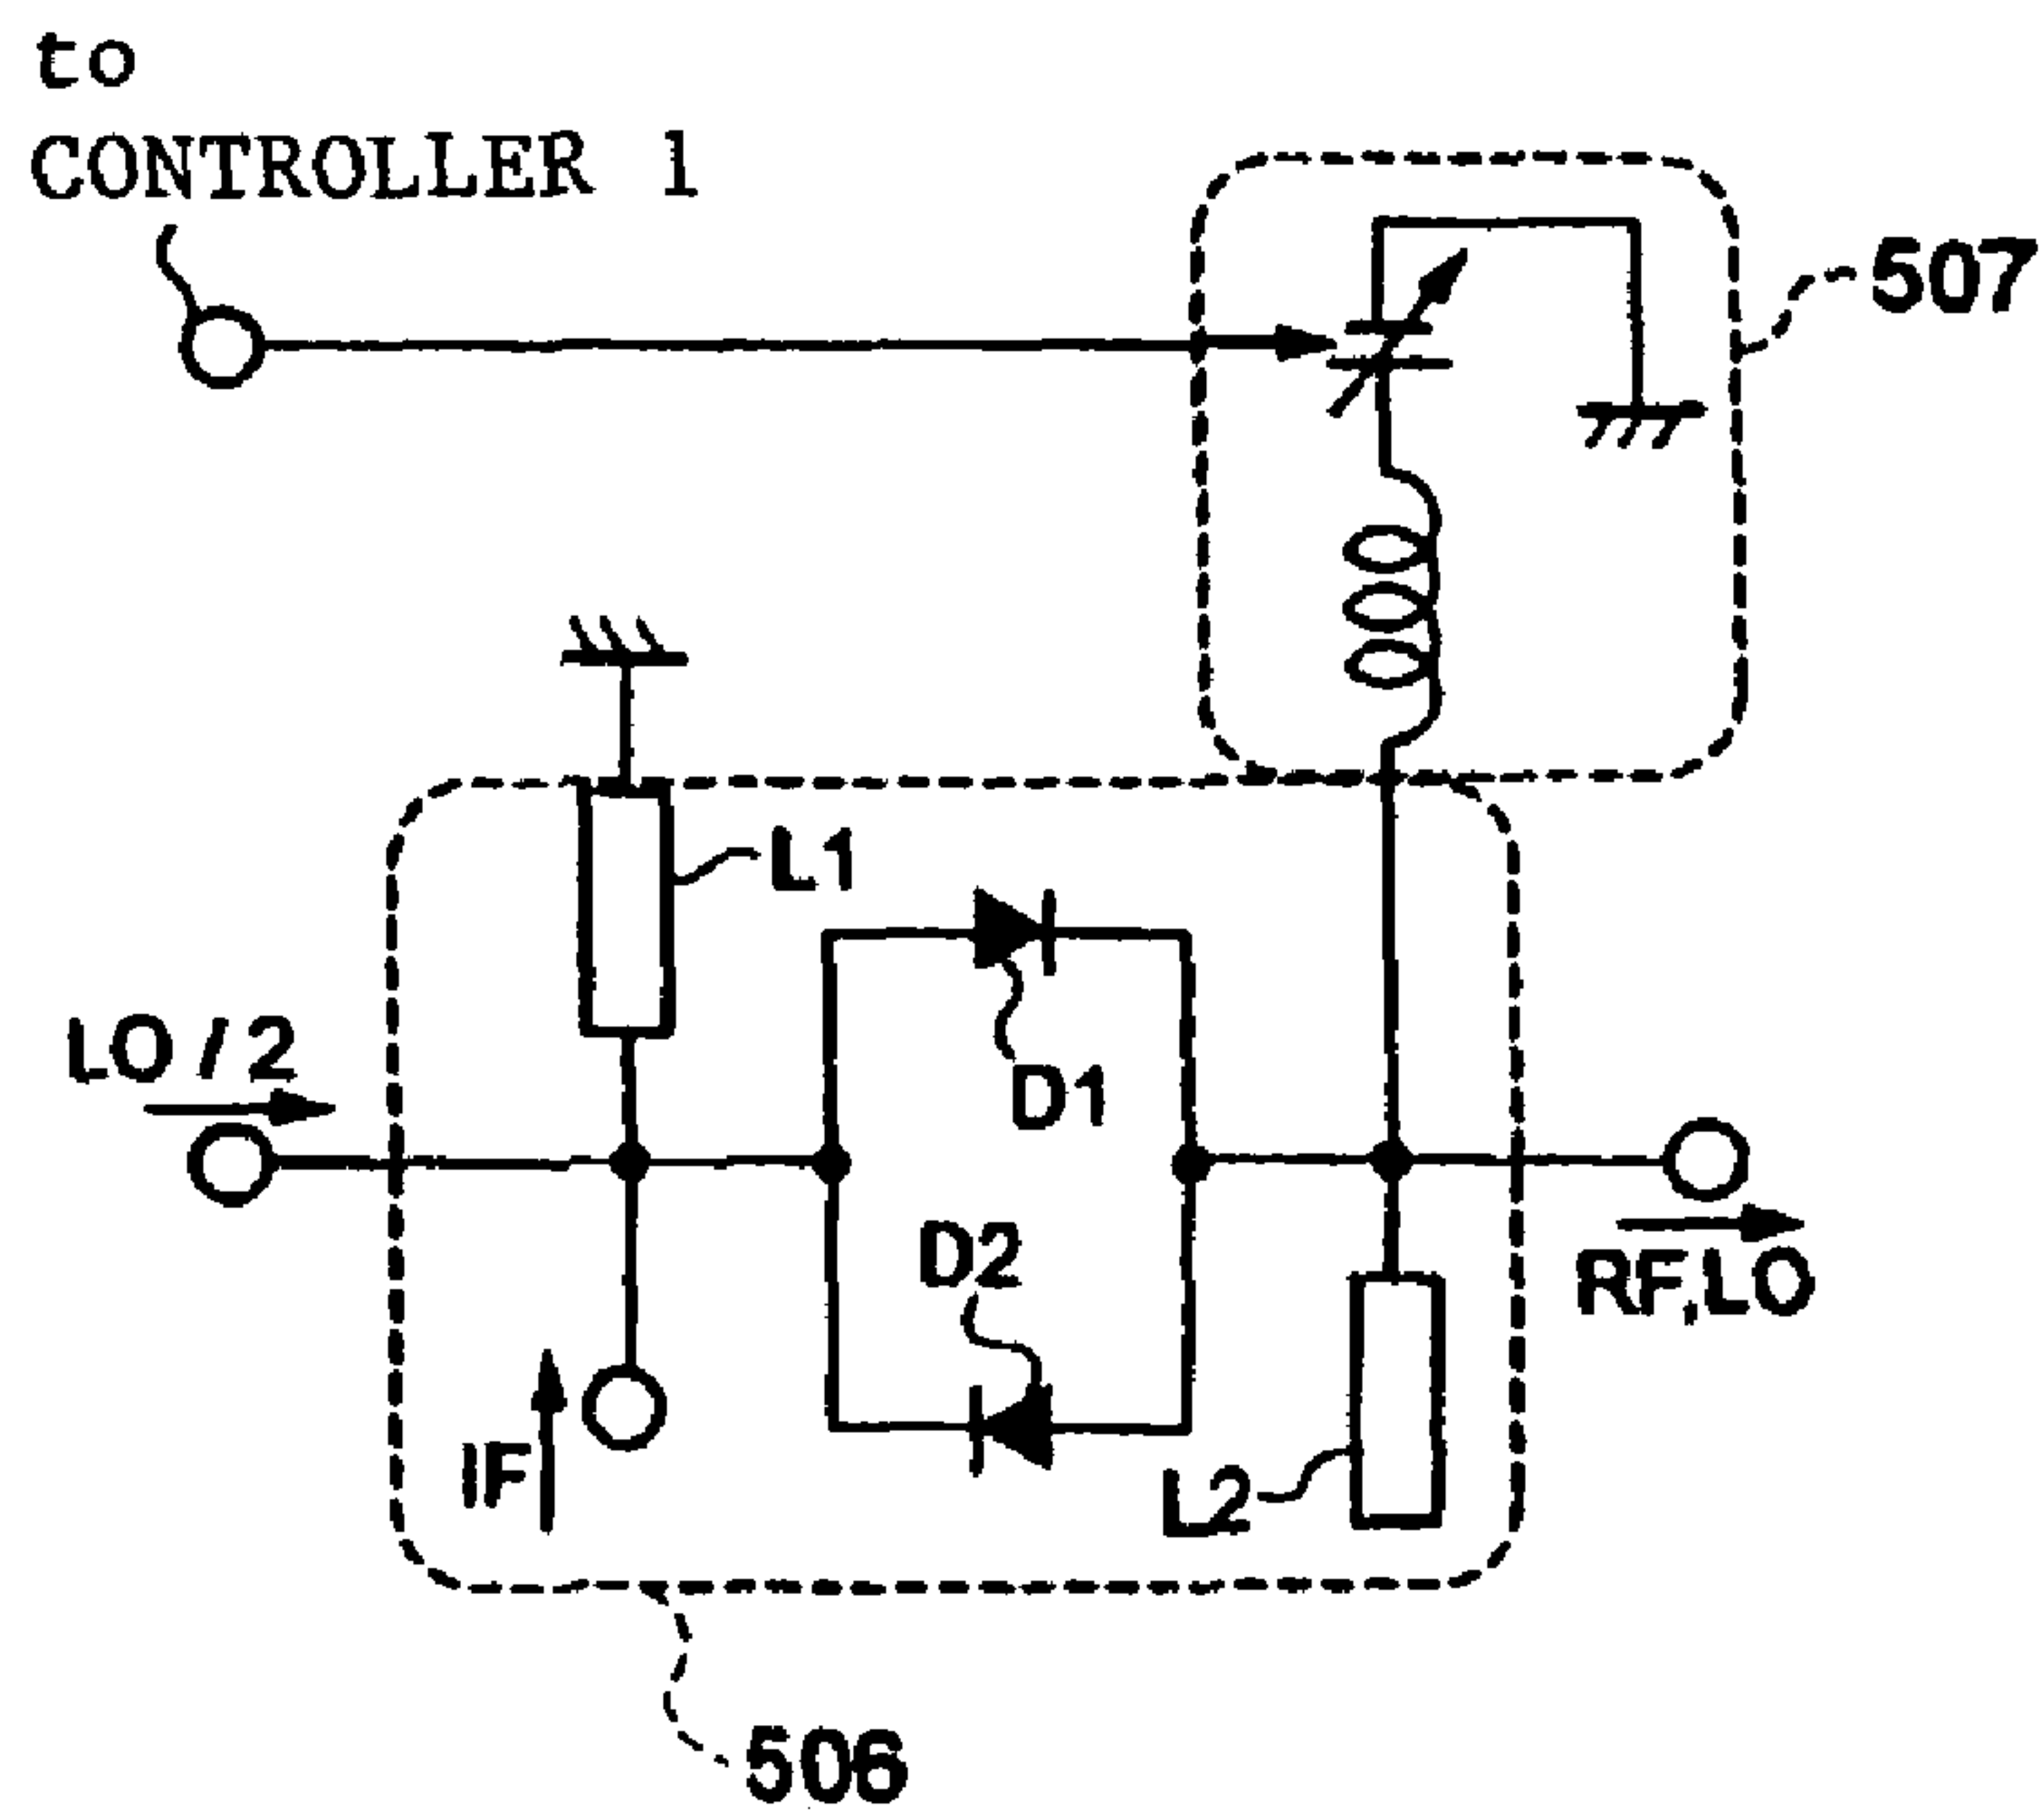 to
CONTROLLER 1
507
L1
LO/2
D1
D2
RF,LO
IF
L2
506